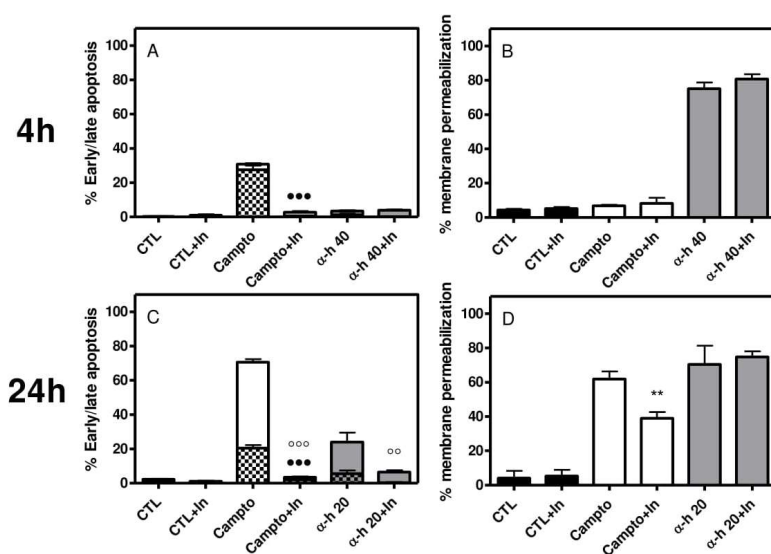 4h
A
% Early/late apoptosis
100
80
60
40
20
0
●●●
CTL
CTL+In
Campto
Campto+In
α-h 40
α-h 40+In
B
% membrane permeabilization
100
80
60
40
20
0
CTL
CTL+In
Campto
Campto+In
α-h 40
α-h 40+In
24h
C
% Early/late apoptosis
100
80
60
40
20
0
○○○
●●●
○○
CTL
CTL+In
Campto
Campto+In
α-h 20
α-h 20+In
D
% membrane permeabilization
100
80
60
40
20
0
**
CTL
CTL+In
Campto
Campto+In
α-h 20
α-h 20+In